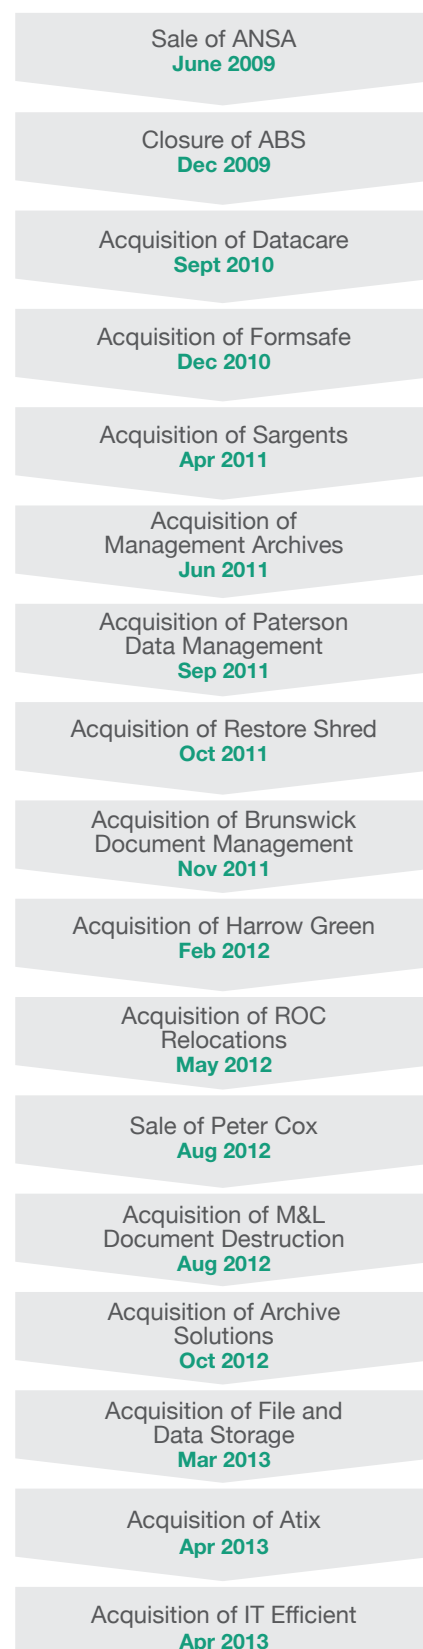 Sale of ANSA
June 2009
Closure of ABS
Dec 2009
Acquisition of Datacare
Sept 2010
Acquisition of Formsafe
Dec 2010
Acquisition of Sargents
Apr 2011
Acquisition of
Management Archives
Jun 2011
Acquisition of Paterson
Data Management
Sep 2011
Acquisition of Restore Shred
Oct 2011
Acquisition of Brunswick
Document Management
Nov 2011
Acquisition of Harrow Green
Feb 2012
Acquisition of ROC
Relocations
May 2012
Sale of Peter Cox
Aug 2012
Acquisition of M&L
Document Destruction
Aug 2012
Acquisition of Archive
Solutions
Oct 2012
Acquisition of File and
Data Storage
Mar 2013
Acquisition of Atix
Apr 2013
Acquisition of IT Efficient
Apr 2013